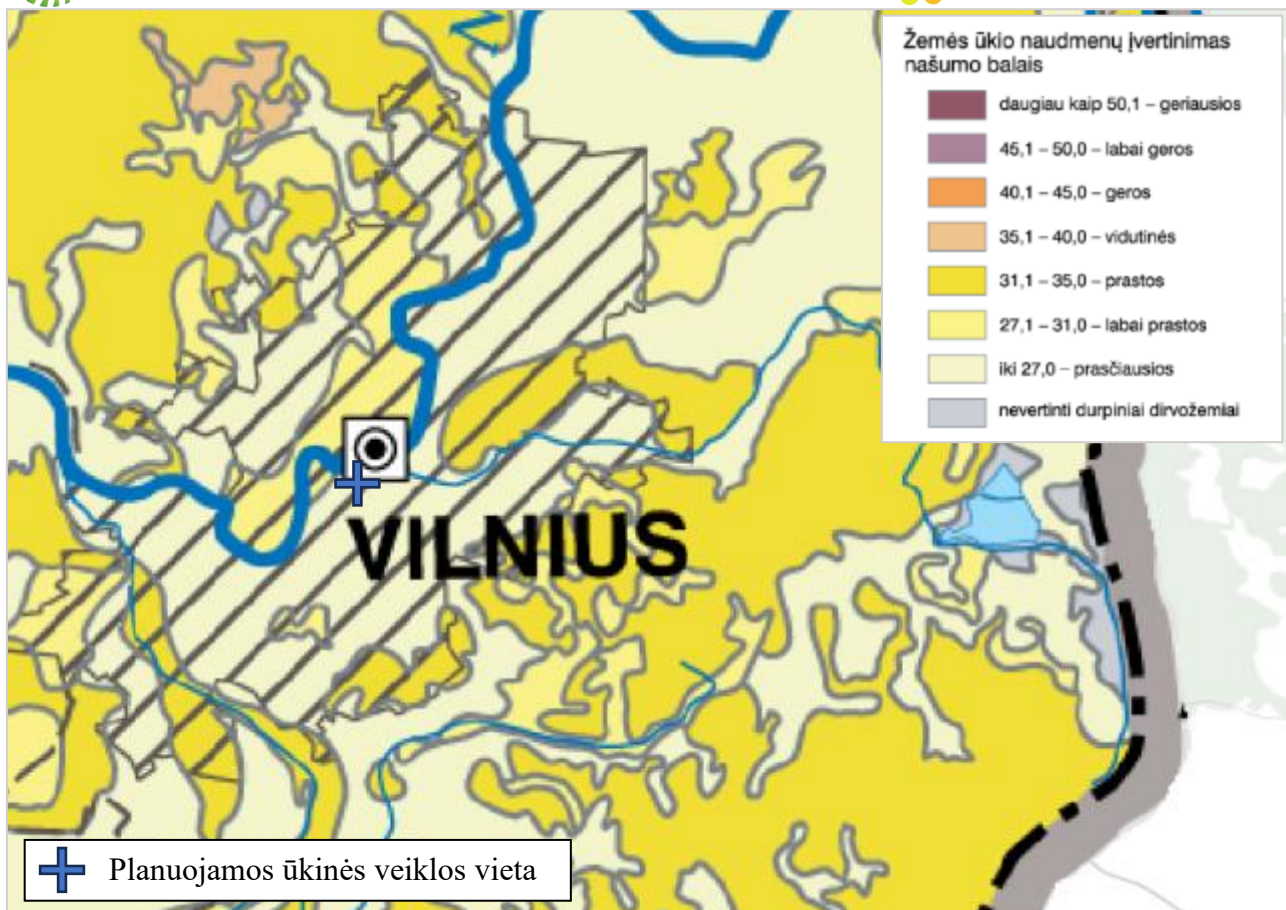 Žemės ūkio naudmenų įvertinimas
našumo balais
daugiau kaip 50,1 – geriausios
45,1 – 50,0 – labai geros
40,1 – 45,0 – geros
35,1 – 40,0 – vidutinės
31,1 – 35,0 – prastos
27,1 – 31,0 – labai prastos
iki 27,0 – prasčiausios
nevertinti durpiniai dirvožemiai
VILNIUS
Planuojamos ūkinės veiklos vieta